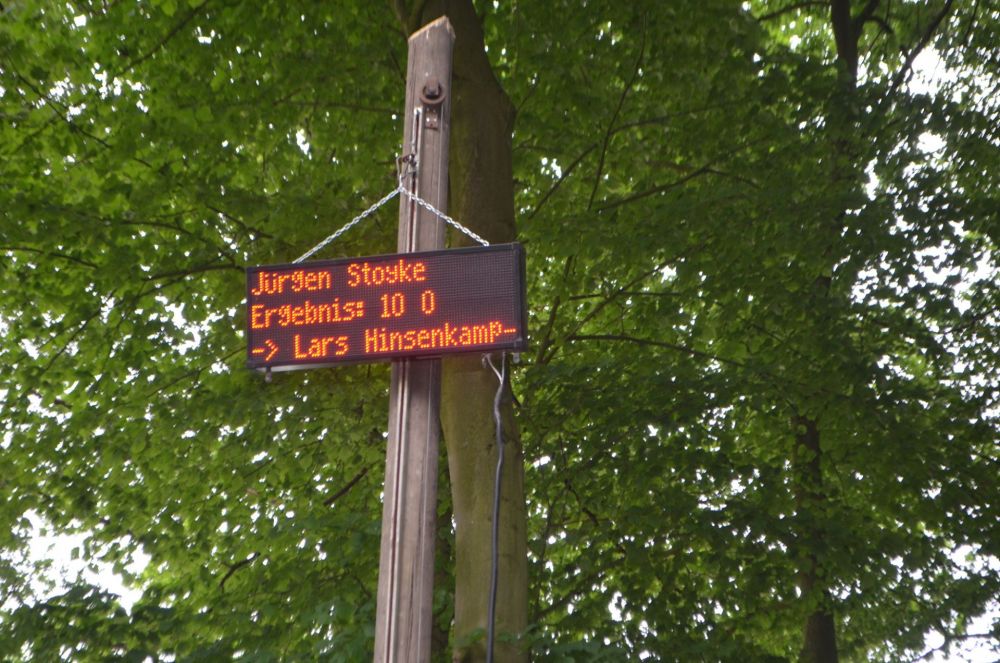 Jürgen Stoyke
Ergebnis: 10 0
-> Lars Hinsenkamp-